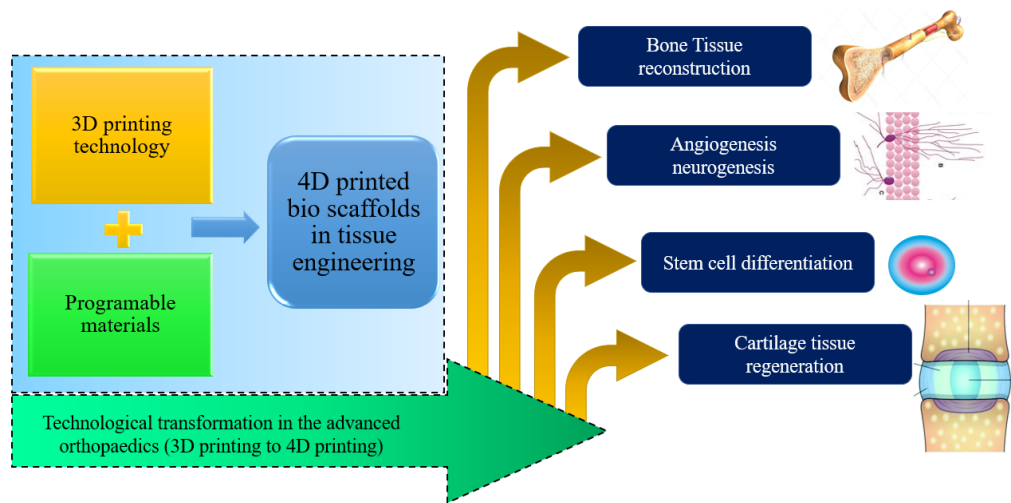 3D printing
technology
Programable
materials
4D printed
bio scaffolds
in tissue
engineering
Technological transformation in the advanced
orthopaedics (3D printing to 4D printing)
Bone Tissue
reconstruction
Angiogenesis
neurogenesis
Stem cell differentiation
Cartilage tissue
regeneration